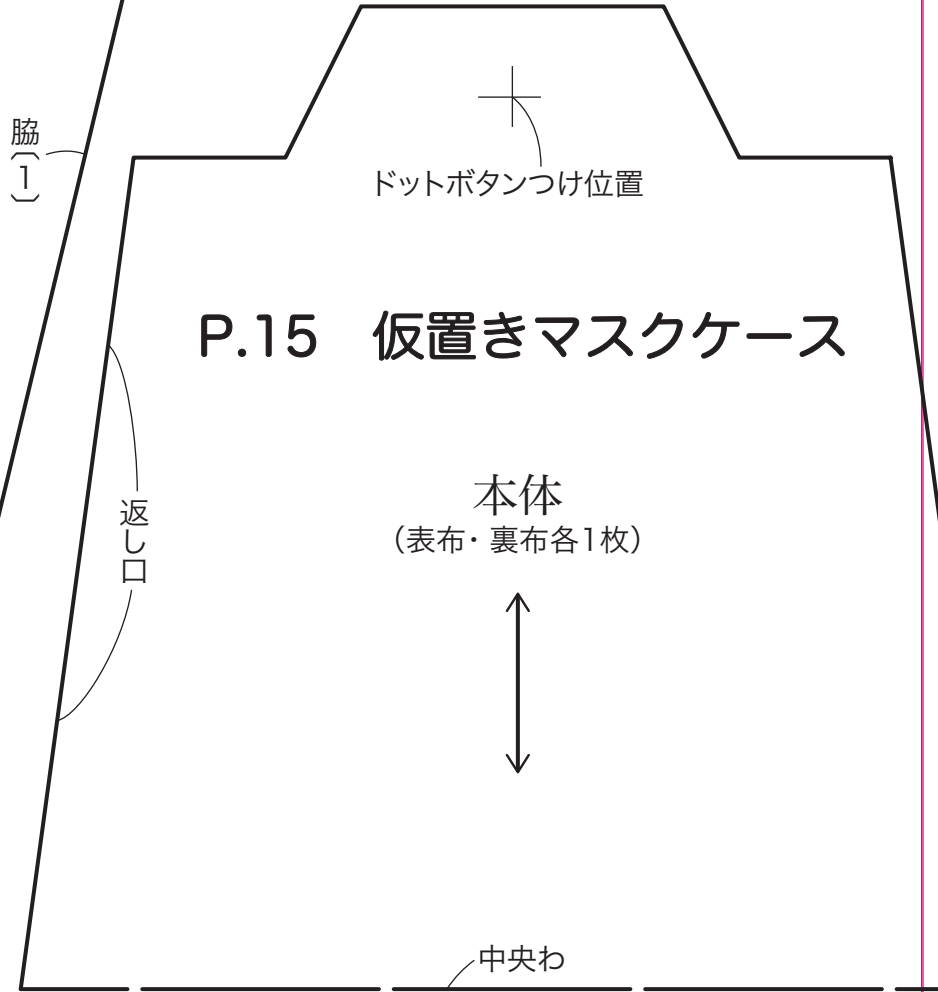 脇
〔1〕
ドットボタンつけ位置
P.15 仮置きマスクケース
本体
（表布・裏布各1枚）
返し口
中央わ